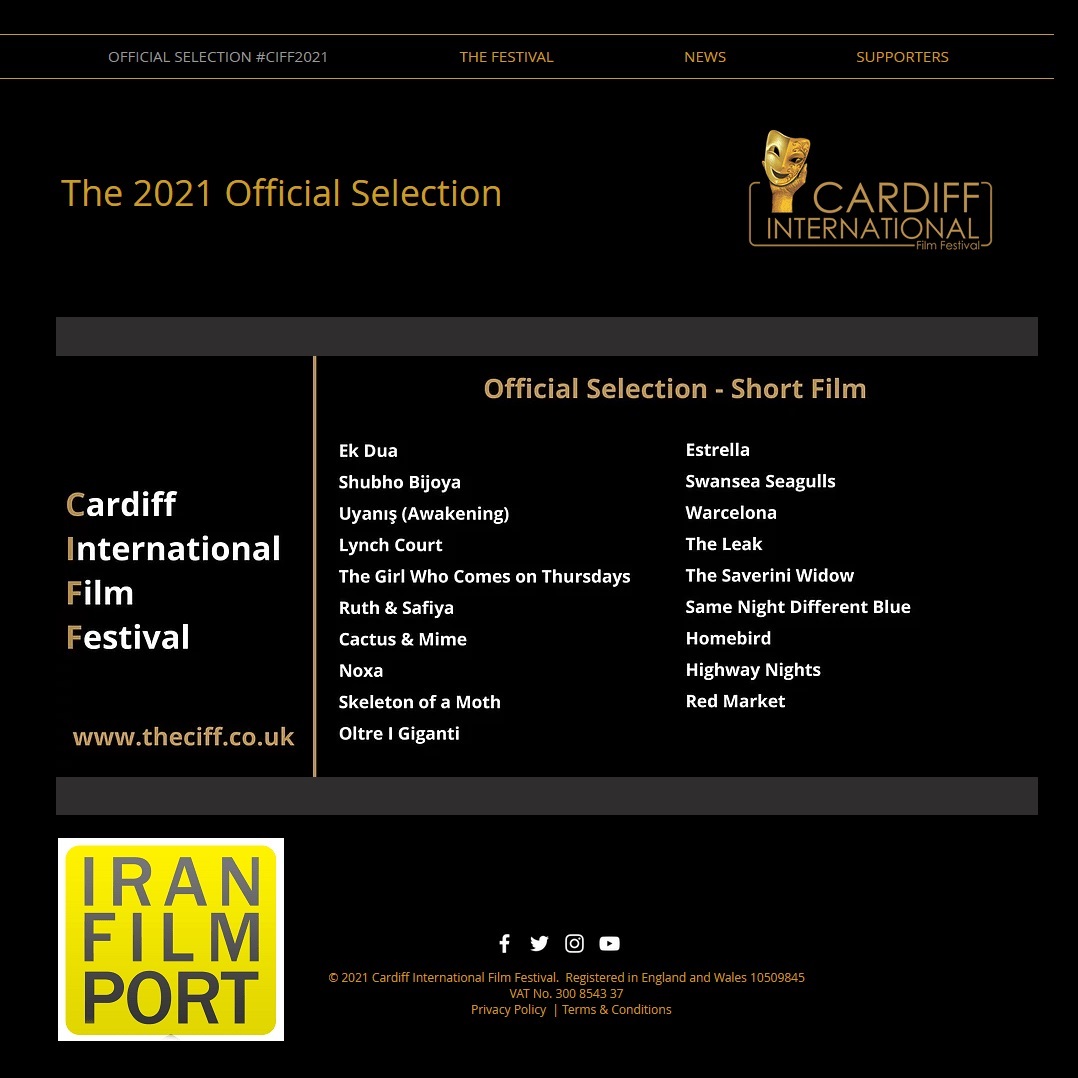 OFFICIAL SELECTION #CIFF2021
THE FESTIVAL
NEWS
SUPPORTERS
The 2021 Official Selection
CARDIFF
INTERNATIONAL
Film Festival
Official Selection - Short Film
Cardiff
International
Film
Festival
www.theciff.co.uk
Ek Dua
Shubho Bijoya
Uyanış (Awakening)
Lynch Court
The Girl Who Comes on Thursdays
Ruth & Safiya
Cactus & Mime
Noxa
Skeleton of a Moth
Oltre I Giganti
Estrella
Swansea Seagulls
Warcelona
The Leak
The Saverini Widow
Same Night Different Blue
Homebird
Highway Nights
Red Market
IRAN
FILM
PORT
© 2021 Cardiff International Film Festival.  Registered in England and Wales 10509845
VAT No. 300 8543 37
Privacy Policy  | Terms & Conditions